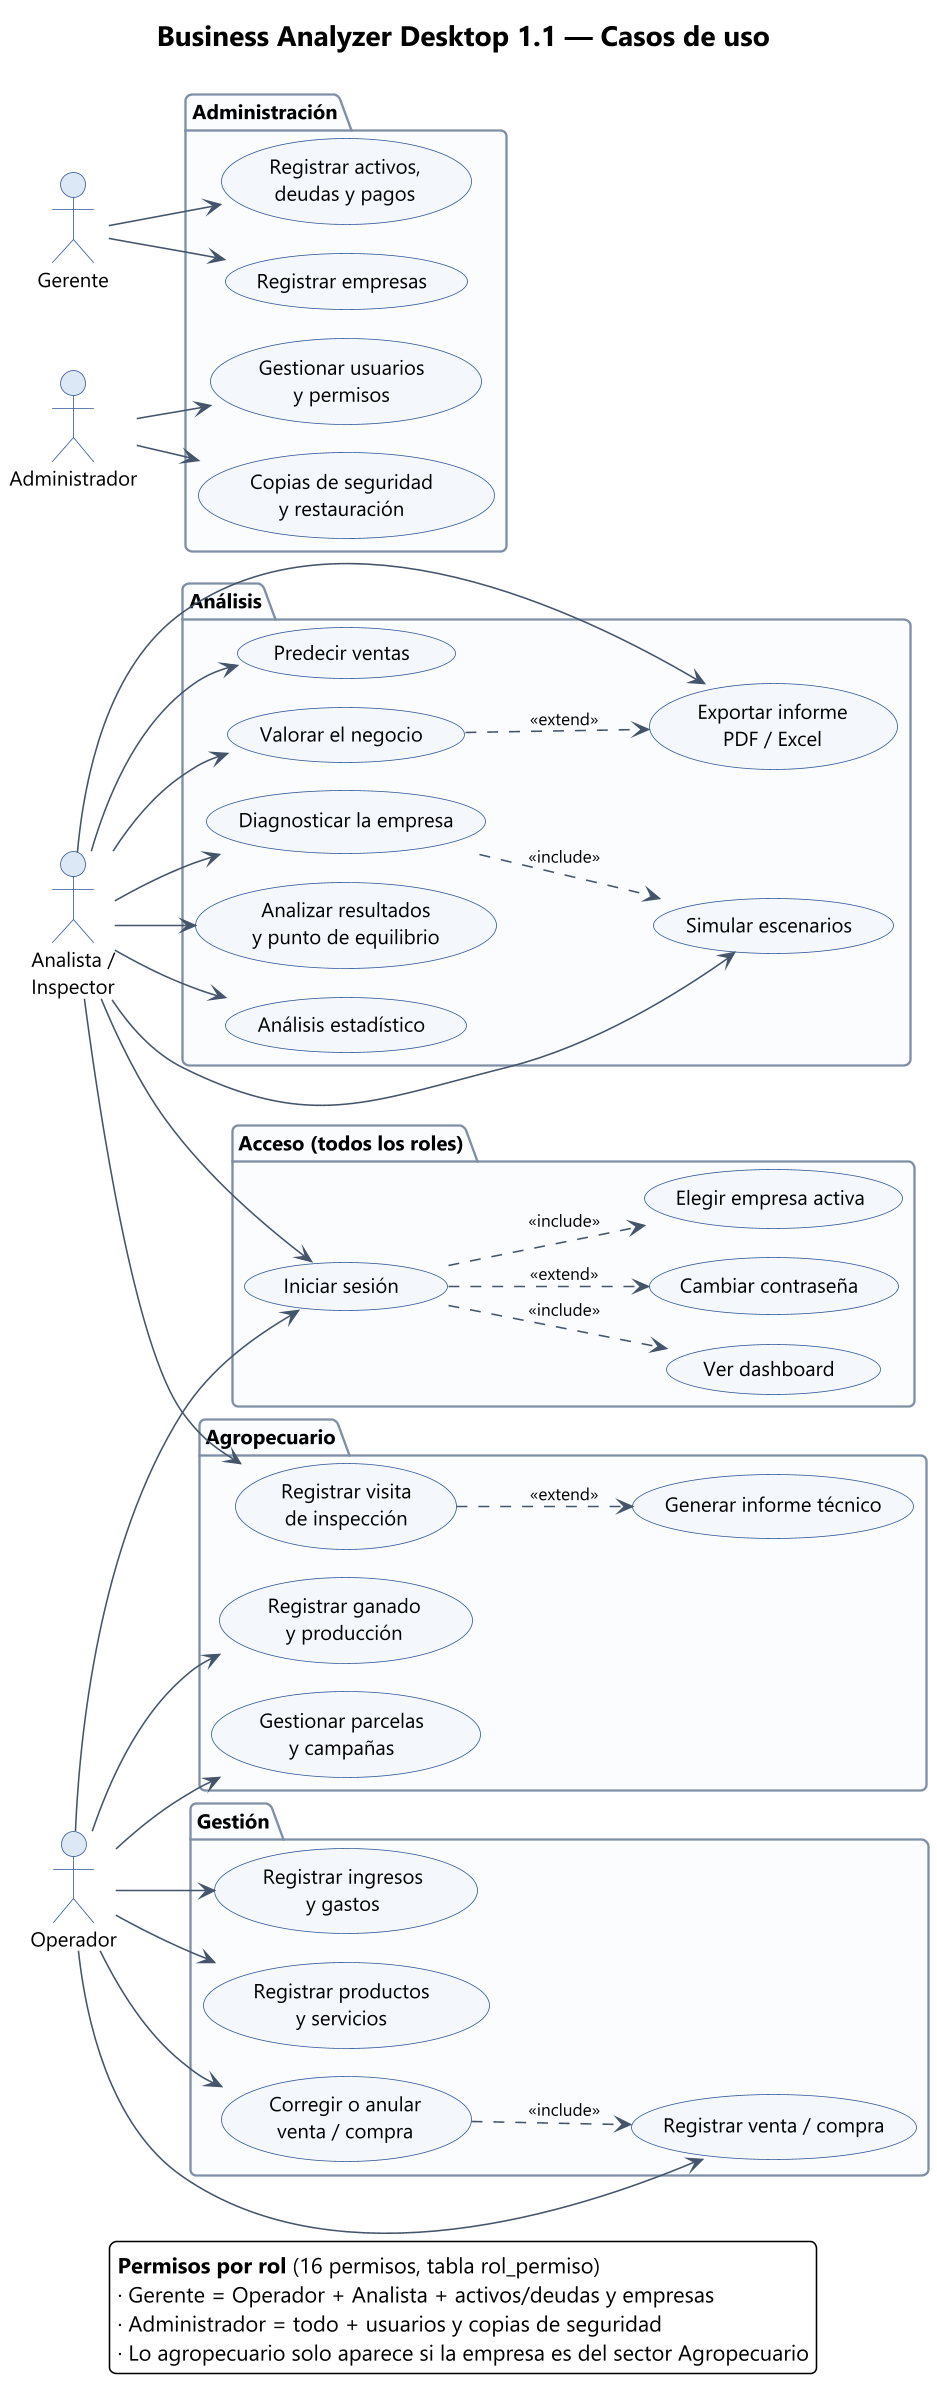 Business Analyzer Desktop 1.1 — Casos de uso
Administración
Registrar activos,
deudas y pagos
Gerente
Registrar empresas
Gestionar usuarios
y permisos
Administrador
Copias de seguridad
y restauración
Análisis
Predecir ventas
Valorar el negocio
«extend»
Exportar informe
PDF / Excel
Diagnosticar la empresa
«include»
Analizar resultados
y punto de equilibrio
Simular escenarios
Analista /
Inspector
Análisis estadístico
Acceso (todos los roles)
Elegir empresa activa
«include»
Iniciar sesión
«extend»
Cambiar contraseña
«include»
Ver dashboard
Agropecuario
Registrar visita
de inspección
«extend»
Generar informe técnico
Registrar ganado
y producción
Gestionar parcelas
y campañas
Gestión
Registrar ingresos
y gastos
Operador
Registrar productos
y servicios
Corregir o anular
venta / compra
«include»
Registrar venta / compra
Permisos por rol (16 permisos, tabla rol_permiso)
· Gerente = Operador + Analista + activos/deudas y empresas
· Administrador = todo + usuarios y copias de seguridad
· Lo agropecuario solo aparece si la empresa es del sector Agropecuario